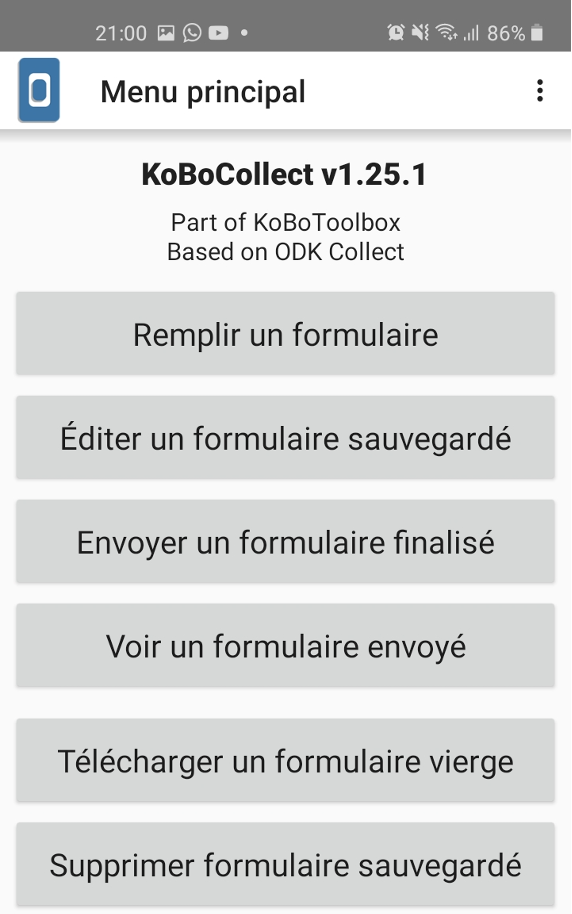 21:00 86%
Menu principal
KoBoCollect v1.25.1
Part of KoBoToolbox
Based on ODK Collect
Remplir un formulaire
Éditer un formulaire sauvegardé
Envoyer un formulaire finalisé
Voir un formulaire envoyé
Télécharger un formulaire vierge
Supprimer formulaire sauvegardé